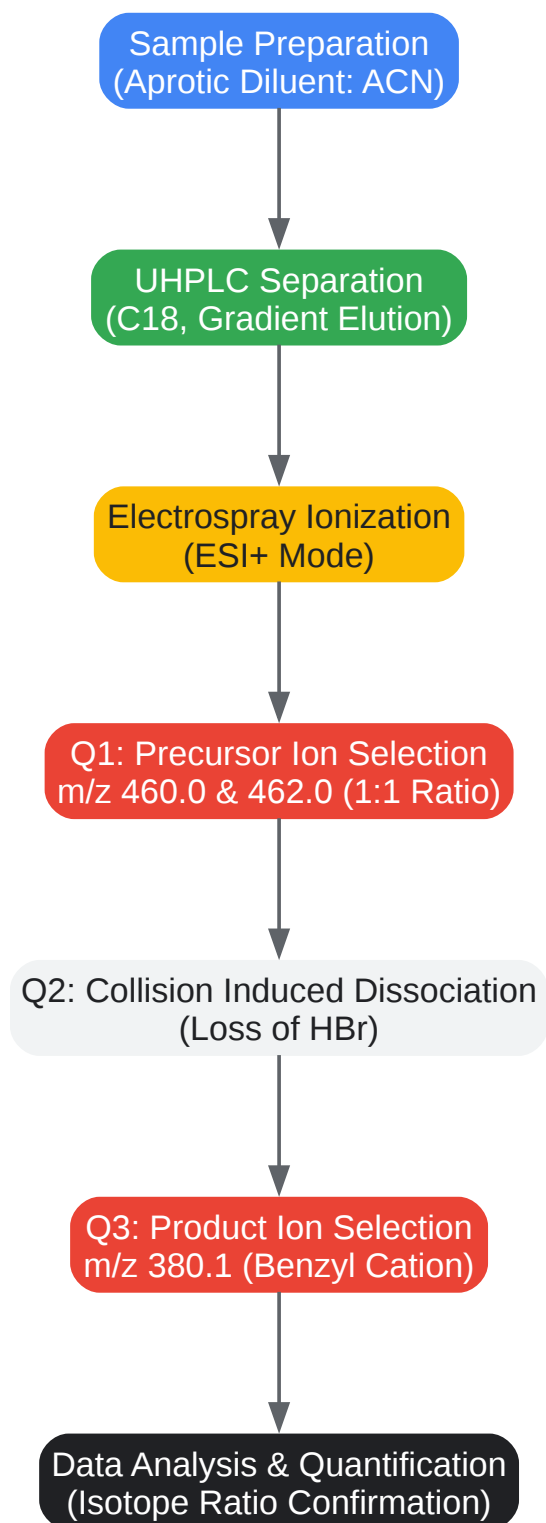 Sample Preparation
(Aprotic Diluent: ACN)
UHPLC Separation
(C18, Gradient Elution)
Electrospray Ionization
(ESI+ Mode)
Q1: Precursor Ion Selection
m/z 460.0 & 462.0 (1:1 Ratio)
Q2: Collision Induced Dissociation
(Loss of HBr)
Q3: Product Ion Selection
m/z 380.1 (Benzyl Cation)
Data Analysis & Quantification
(Isotope Ratio Confirmation)